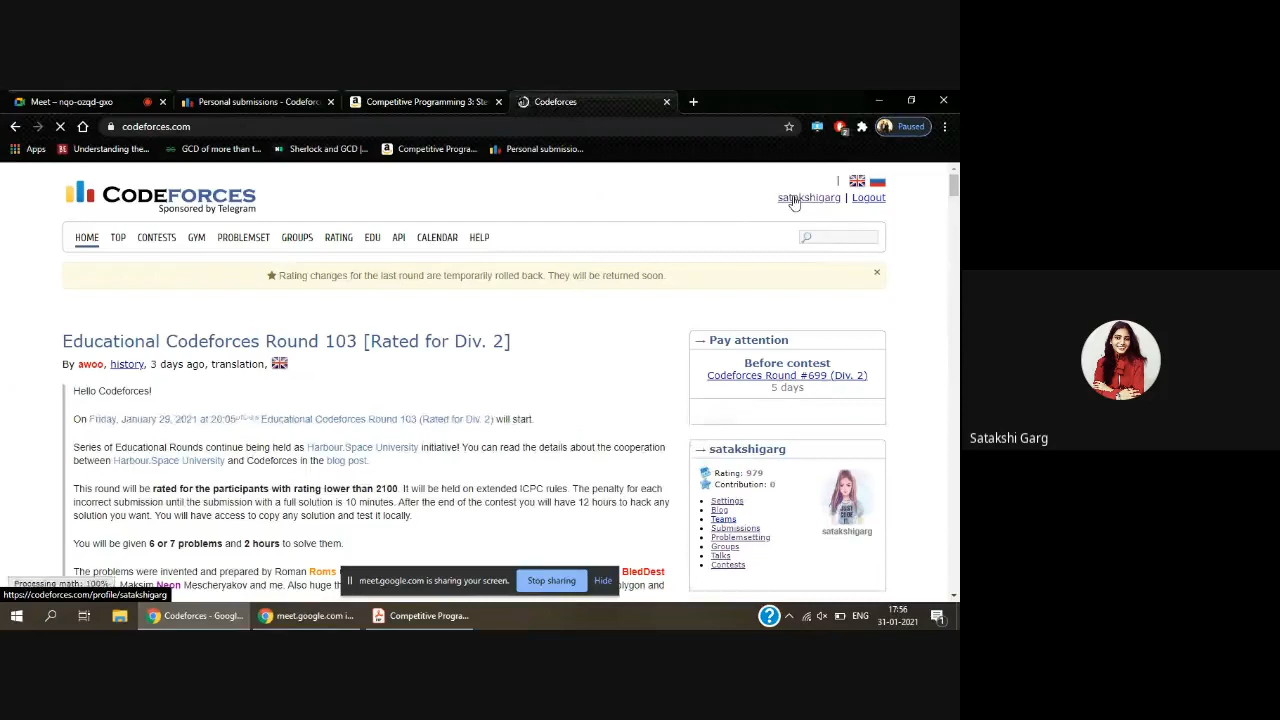 Meet – nqo-ozqd-gxo
Personal submissions - Codeforc
Competitive Programming 3: Ste
Codeforces
codeforces.com
Paused
Apps
Understanding the...
GCD of more than t...
Sherlock and GCD |...
Competitive Progra...
Personal submissio...
CODEFORCES
Sponsored by Telegram
|
satakshigarg | Logout
HOME TOP CONTESTS GYM PROBLEMSET GROUPS RATING EDU API CALENDAR HELP
Rating changes for the last round are temporarily rolled back. They will be returned soon.
Educational Codeforces Round 103 [Rated for Div. 2]
By awoo, history, 3 days ago, translation,
Hello Codeforces!
On Friday, January 29, 2021 at 20:05 Educational Codeforces Round 103 (Rated for Div. 2) will start.
Series of Educational Rounds continue being held as Harbour.Space University initiative! You can read the details about the cooperation
between Harbour.Space University and Codeforces in the blog post.
This round will be rated for the participants with rating lower than 2100. It will be held on extended ICPC rules. The penalty for each
incorrect submission until the submission with a full solution is 10 minutes. After the end of the contest you will have 12 hours to hack any
solution you want. You will have access to copy any solution and test it locally.
You will be given 6 or 7 problems and 2 hours to solve them.
The problems were invented and prepared by Roman Roms
BledDest
Maksim Neon Mescheryakov and me. Also huge th
olygon and
→ Pay attention
Before contest
Codeforces Round #699 (Div. 2)
5 days
→ satakshigarg
Rating: 979
Contribution: 0
Settings
Blog
Teams
Submissions
Problemsetting
Groups
Talks
Contests
satakshigarg
Processing math: 100%
https://codeforces.com/profile/satakshigarg
meet.google.com is sharing your screen.
Stop sharing
Hide
Codeforces - Googl...
meet.google.com i...
Competitive Progra...
ENG
17:56
31-01-2021
1
Satakshi Garg